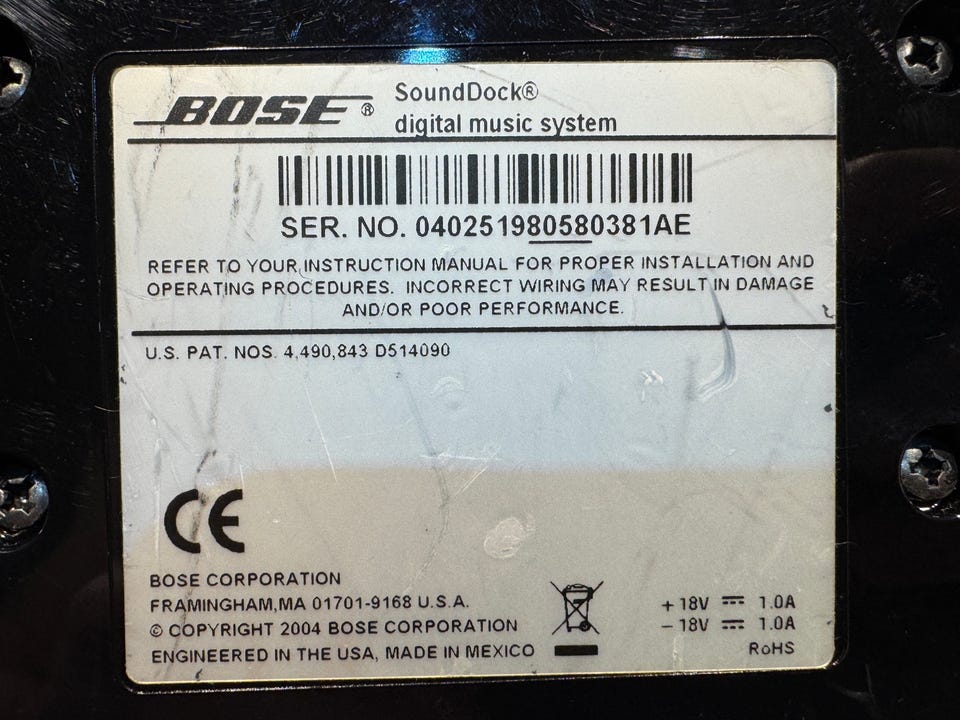 BOSE® SoundDock®
digital music system
SER. NO. 040251980580381AE
REFER TO YOUR INSTRUCTION MANUAL FOR PROPER INSTALLATION AND
OPERATING PROCEDURES. INCORRECT WIRING MAY RESULT IN DAMAGE
AND/OR POOR PERFORMANCE.
U.S. PAT. NOS. 4,490,843 D514090
CE
BOSE CORPORATION
FRAMINGHAM,MA 01701-9168 U.S.A.
© COPYRIGHT 2004 BOSE CORPORATION
ENGINEERED IN THE USA, MADE IN MEXICO
+18V ⎓ 1.0A
−18V ⎓ 1.0A
RoHS